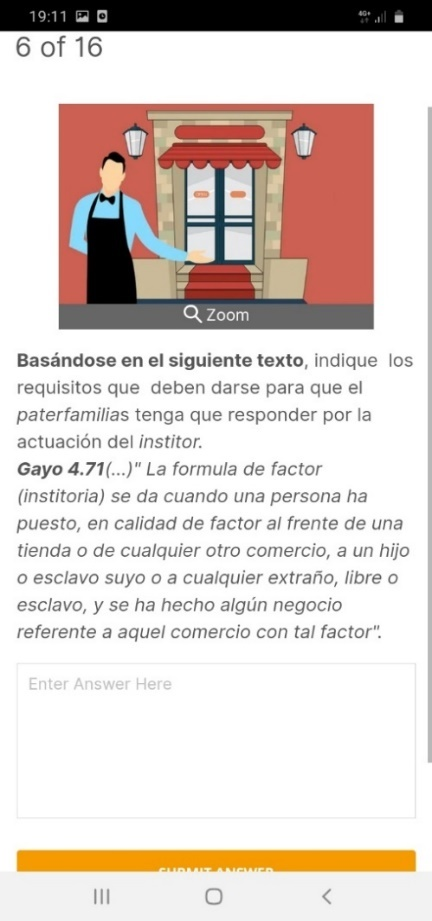 19:11
4G+
6 of 16
Zoom
Basándose en el siguiente texto, indique los
requisitos que deben darse para que el
paterfamilias tenga que responder por la
actuación del institor.
Gayo 4.71(...)" La formula de factor
(institoria) se da cuando una persona ha
puesto, en calidad de factor al frente de una
tienda o de cualquier otro comercio, a un hijo
o esclavo suyo o a cualquier extraño, libre o
esclavo, y se ha hecho algún negocio
referente a aquel comercio con tal factor".
Enter Answer Here
SUBMIT ANSWER